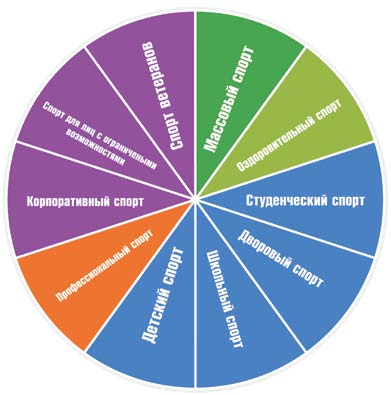 Массовый спорт
Оздоровительный спорт
Студенческий спорт
Дворовый спорт
Школьный спорт
Детский спорт
Профессиональный спорт
Корпоративный спорт
Спорт для лиц с ограничеными
возможностями
Спорт ветеранов